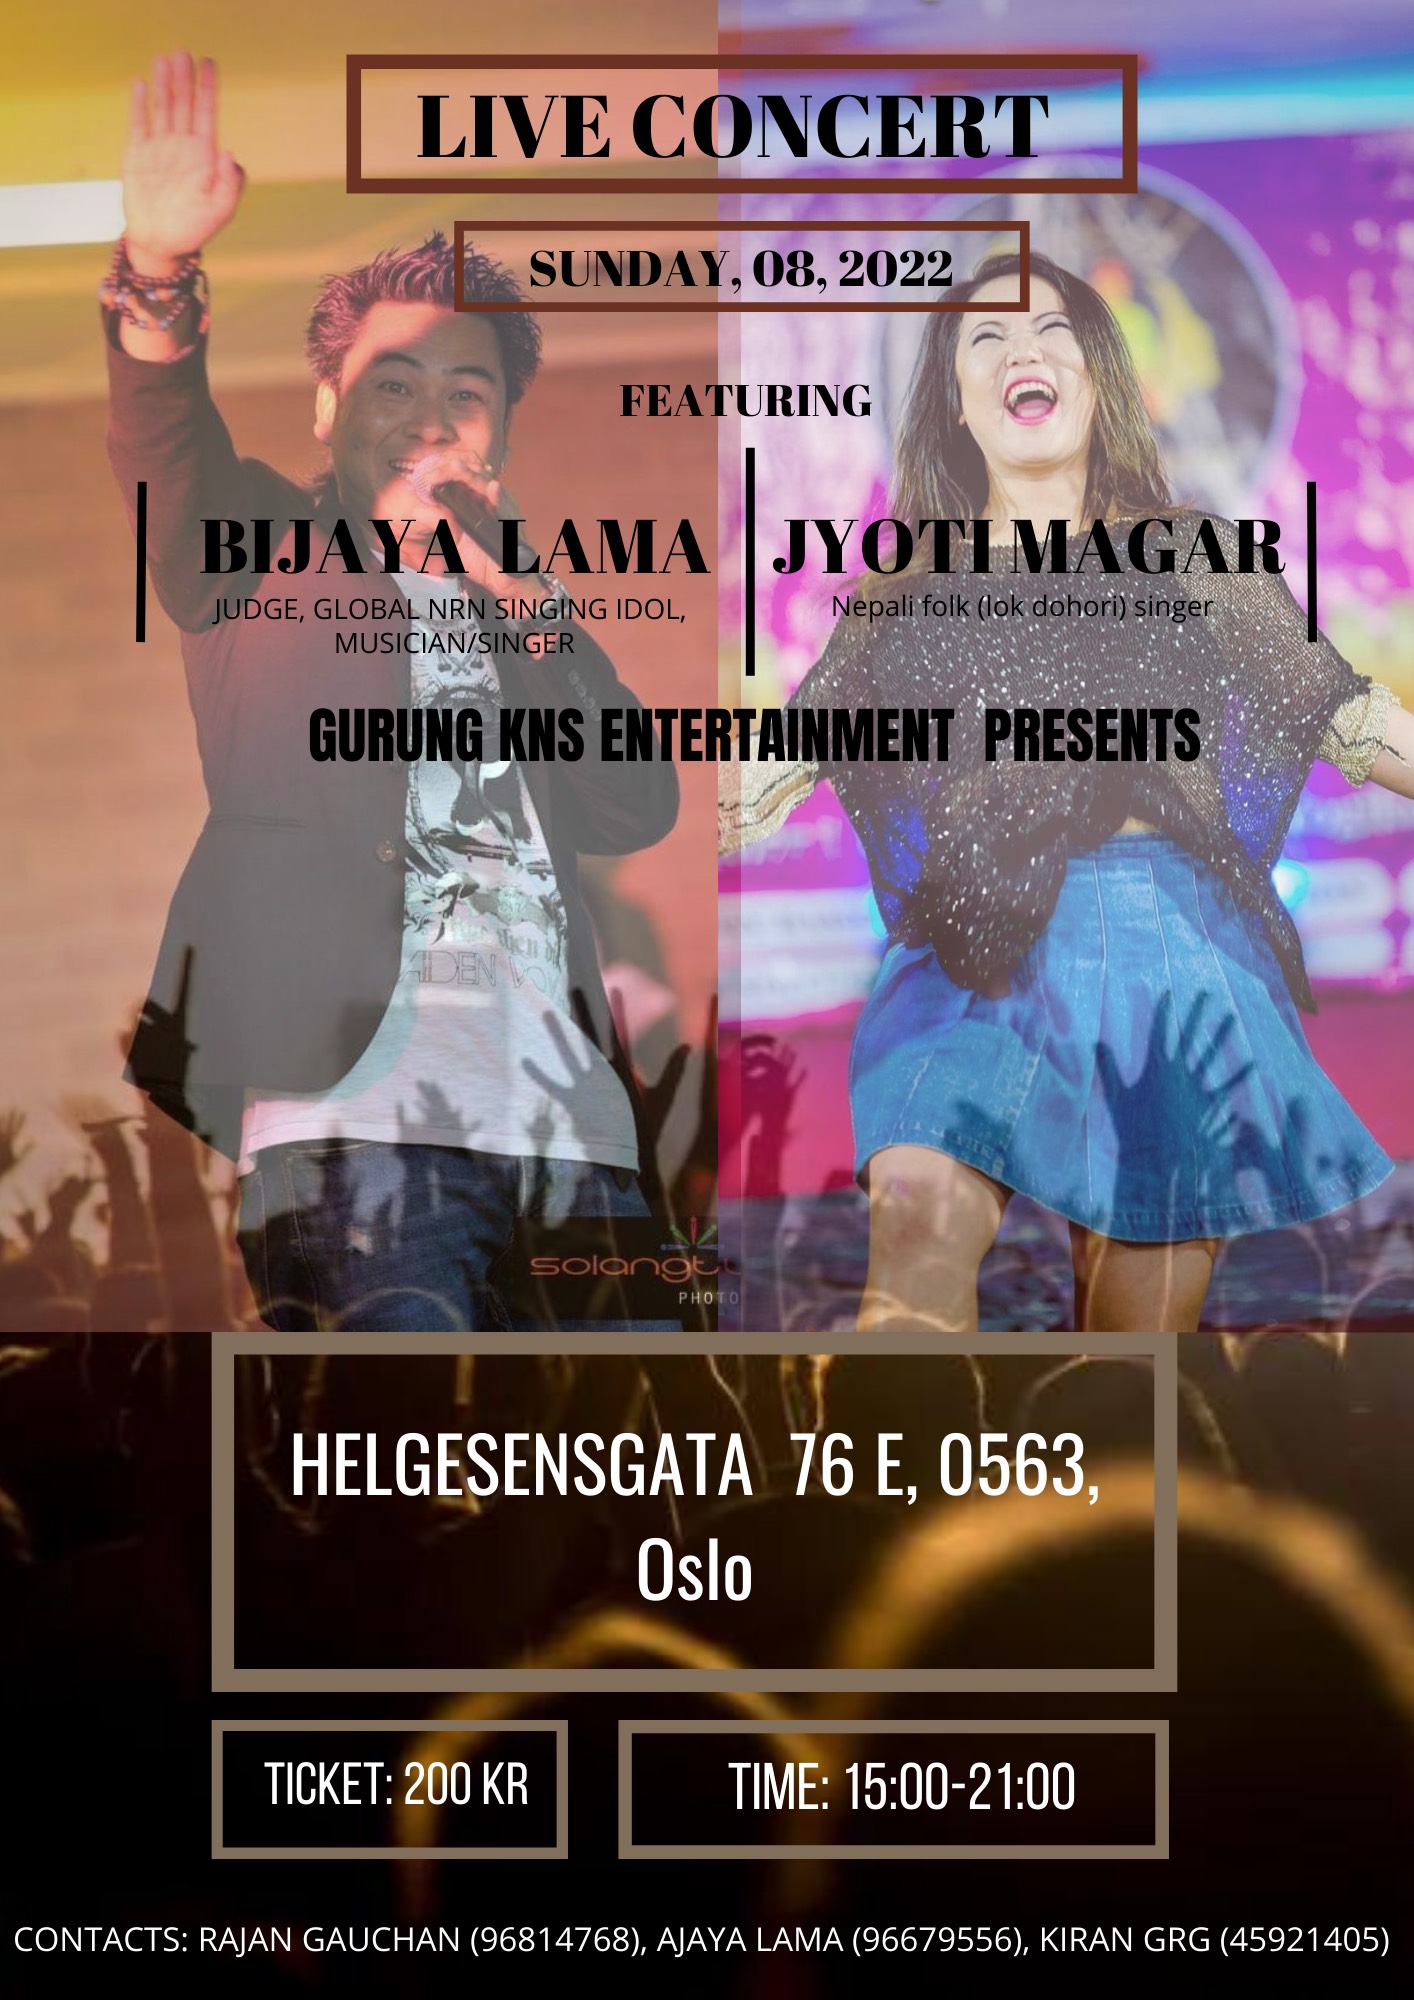 LIVE CONCERT
SUNDAY, 08, 2022
FEATURING
BIJAYA LAMA
JUDGE, GLOBAL NRN SINGING IDOL,
MUSICIAN/SINGER
JYOTI MAGAR
Nepali folk (lok dohori) singer
GURUNG KNS ENTERTAINMENT PRESENTS
PHOTO
HELGESENSGATA 76 E, 0563,
Oslo
TICKET: 200 KR
TIME: 15:00-21:00
CONTACTS: RAJAN GAUCHAN (96814768), AJAYA LAMA (96679556), KIRAN GRG (45921405)